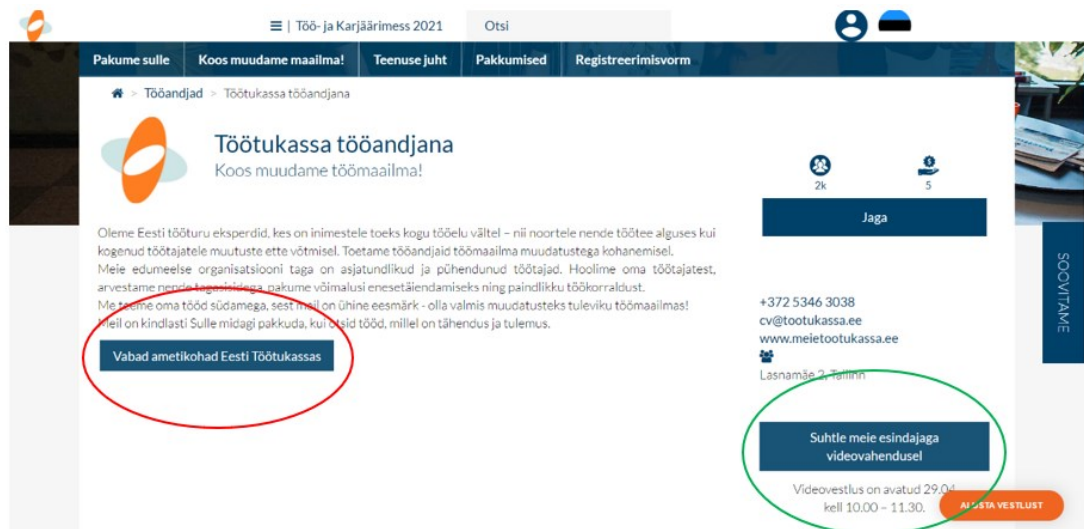 ☰ | Töö- ja Karjäärimess 2021
Otsi
Pakume sulle
Koos muudame maailma!
Teenuse juht
Pakkumised
Registreerimisvorm
> Tööandjad > Töötukassa tööandjana
Töötukassa tööandjana
Koos muudame töömaailma!
2k
5
Jaga
Oleme Eesti tööturu eksperdid, kes on inimestele toeks kogu tööelu vältel – nii noortele nende töötee alguses kui
kogenud töötajatele muutuste ette võtmisel. Toetame tööandjaid töömaailma muudatustega kohanemisel.
Meie edumeelse organisatsiooni taga on asjatundlikud ja pühendunud töötajad. Hoolime oma töötajatest,
arvestame nende tagasisidega, pakume võimalusi enesetäiendamiseks ning paindlikku töökorraldust.
Me teeme oma tööd südamega, sest meil on ühine eesmärk - olla valmis muudatusteks tuleviku töömaailmas!
Meil on kindlasti Sulle midagi pakkuda, kui otsid tööd, millel on tähendus ja tulemus.
Vabad ametikohad Eesti Töötukassas
SOOVITAME
+372 5346 3038
cv@tootukassa.ee
www.meietootukassa.ee
Lasnamäe 2, Tallinn
Suhtle meie esindajaga
videovahendusel
Videovestlus on avatud 29.04
kell 10.00 – 11.30.
ALUSTA VESTLUST